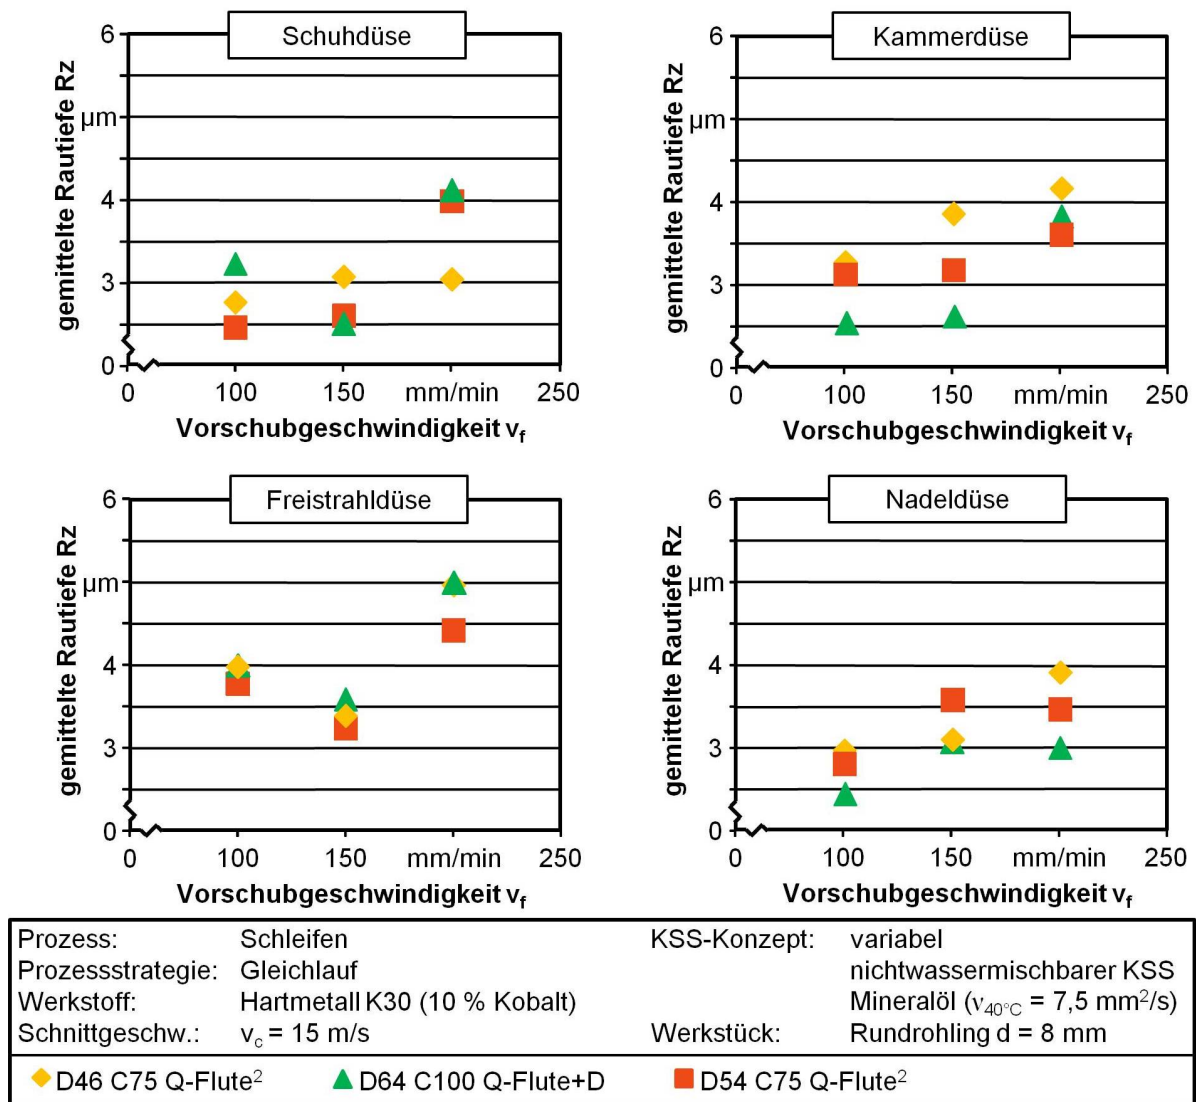 Schuhdüse
6
µm
4
3
0
gemittelte Rautiefe Rz
0 100 150 mm/min 250
Vorschubgeschwindigkeit vf
Kammerdüse
6
µm
4
3
0
gemittelte Rautiefe Rz
0 100 150 mm/min 250
Vorschubgeschwindigkeit vf
Freistrahldüse
6
µm
4
3
0
gemittelte Rautiefe Rz
0 100 150 mm/min 250
Vorschubgeschwindigkeit vf
Nadeldüse
6
µm
4
3
0
gemittelte Rautiefe Rz
0 100 150 mm/min 250
Vorschubgeschwindigkeit vf
Prozess: Schleifen
Prozessstrategie: Gleichlauf
Werkstoff: Hartmetall K30 (10 % Kobalt)
Schnittgeschw.: vc = 15 m/s
KSS-Konzept: variabel
nichtwassermischbarer KSS
Mineralöl (ν40°C = 7,5 mm²/s)
Werkstück: Rundrohling d = 8 mm
D46 C75 Q-Flute² D64 C100 Q-Flute+D D54 C75 Q-Flute²